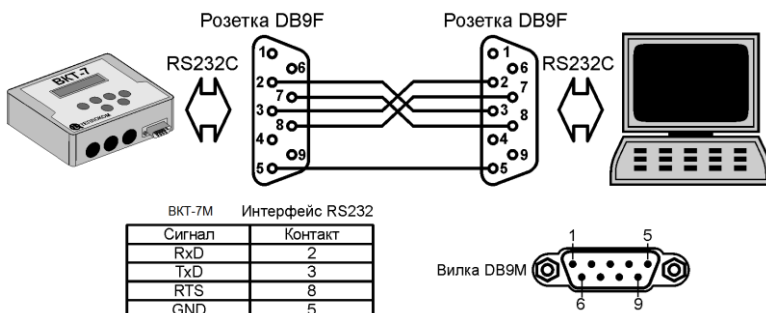 Розетка DB9F
Розетка DB9F
RS232C
RS232C
ВКТ-7
ТЕПЛОКОМ
1
6
2
7
3
8
4
9
5
1
6
2
7
3
8
4
9
5
ВКТ-7М Интерфейс RS232
Сигнал Контакт
RxD 2
TxD 3
RTS 8
GND 5
Вилка DB9M
1 5
6 9